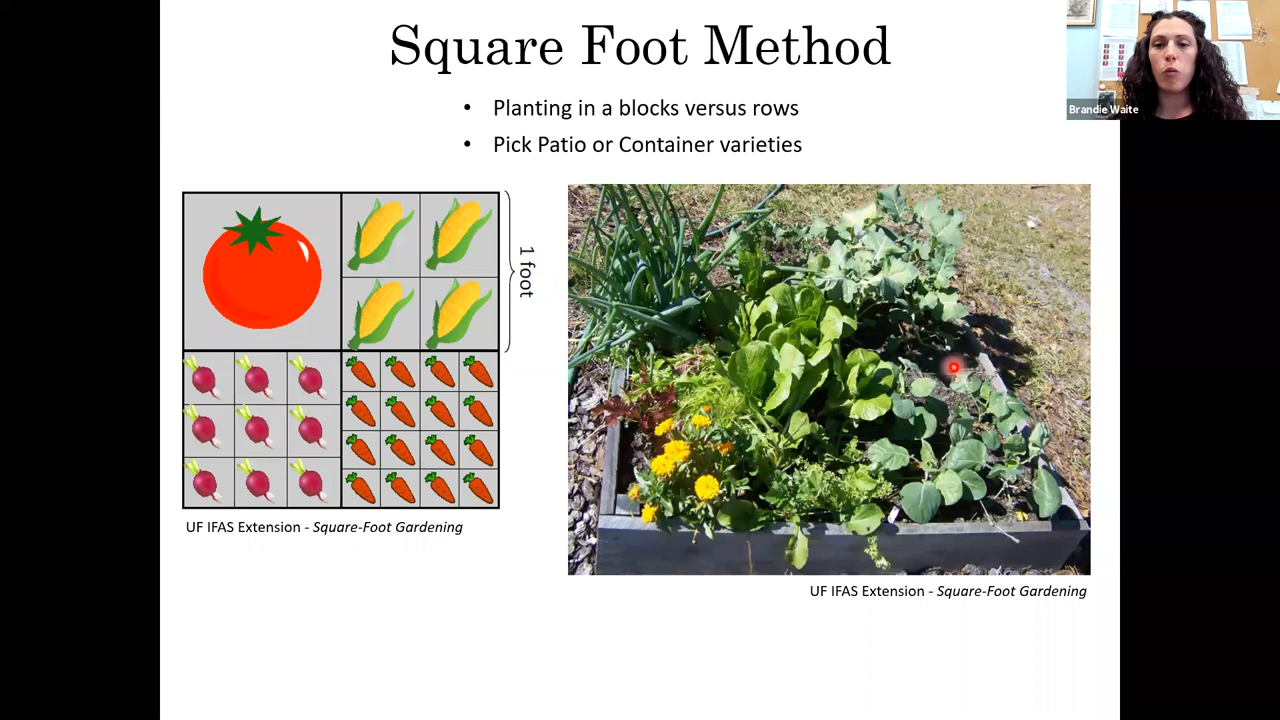 Square Foot Method
Brandie Waite
• Planting in a blocks versus rows
• Pick Patio or Container varieties
1 foot
UF IFAS Extension - Square-Foot Gardening
UF IFAS Extension - Square-Foot Gardening